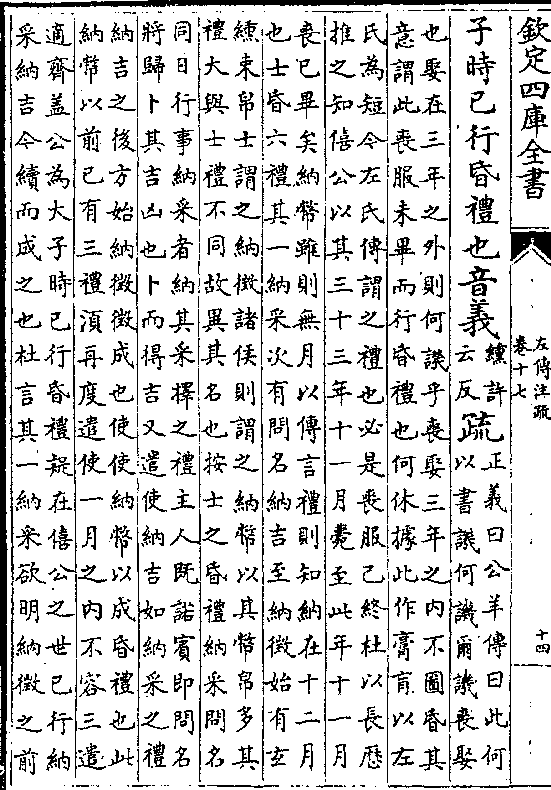 欽定四庫全書
左傳注疏
卷十七
十四
子時已行昏禮也音義纁許云反疏正義曰公羊傳曰此何
以書譏何譏爾譏喪娶
也娶在三年之外則何譏乎喪娶三年之內不圖昏其
意謂此喪服未畢而行昏禮也何休據此作膏肓以左
氏為短今左氏傳謂之禮也必是喪服已終杜以長歷
推之知僖公以其三十三年十一月薨至此年十一月
喪已畢矣納幣雖則無月以傳言禮則知納在十二月
也士昏六禮其一納采次有問名納吉至納徵始有玄
纁束帛士謂之納徵諸侯則謂之納幣以其幣帛多其
禮大與士禮不同故異其名也按士之昏禮納采問名
同日行事納采者納其采擇之禮主人既諾賓即問名
將歸卜其吉凶也卜而得吉又遣使納吉如納采之禮
納吉之後方始納徵徵成也使使納幣以成昏禮也此
納幣以前已有三禮湏再度遣使一月之內不容三遣
適齊蓋公為大子時已行昏禮疑在僖公之世已行納
采納吉今續而成之也杜言其一納采欲明納徵之前